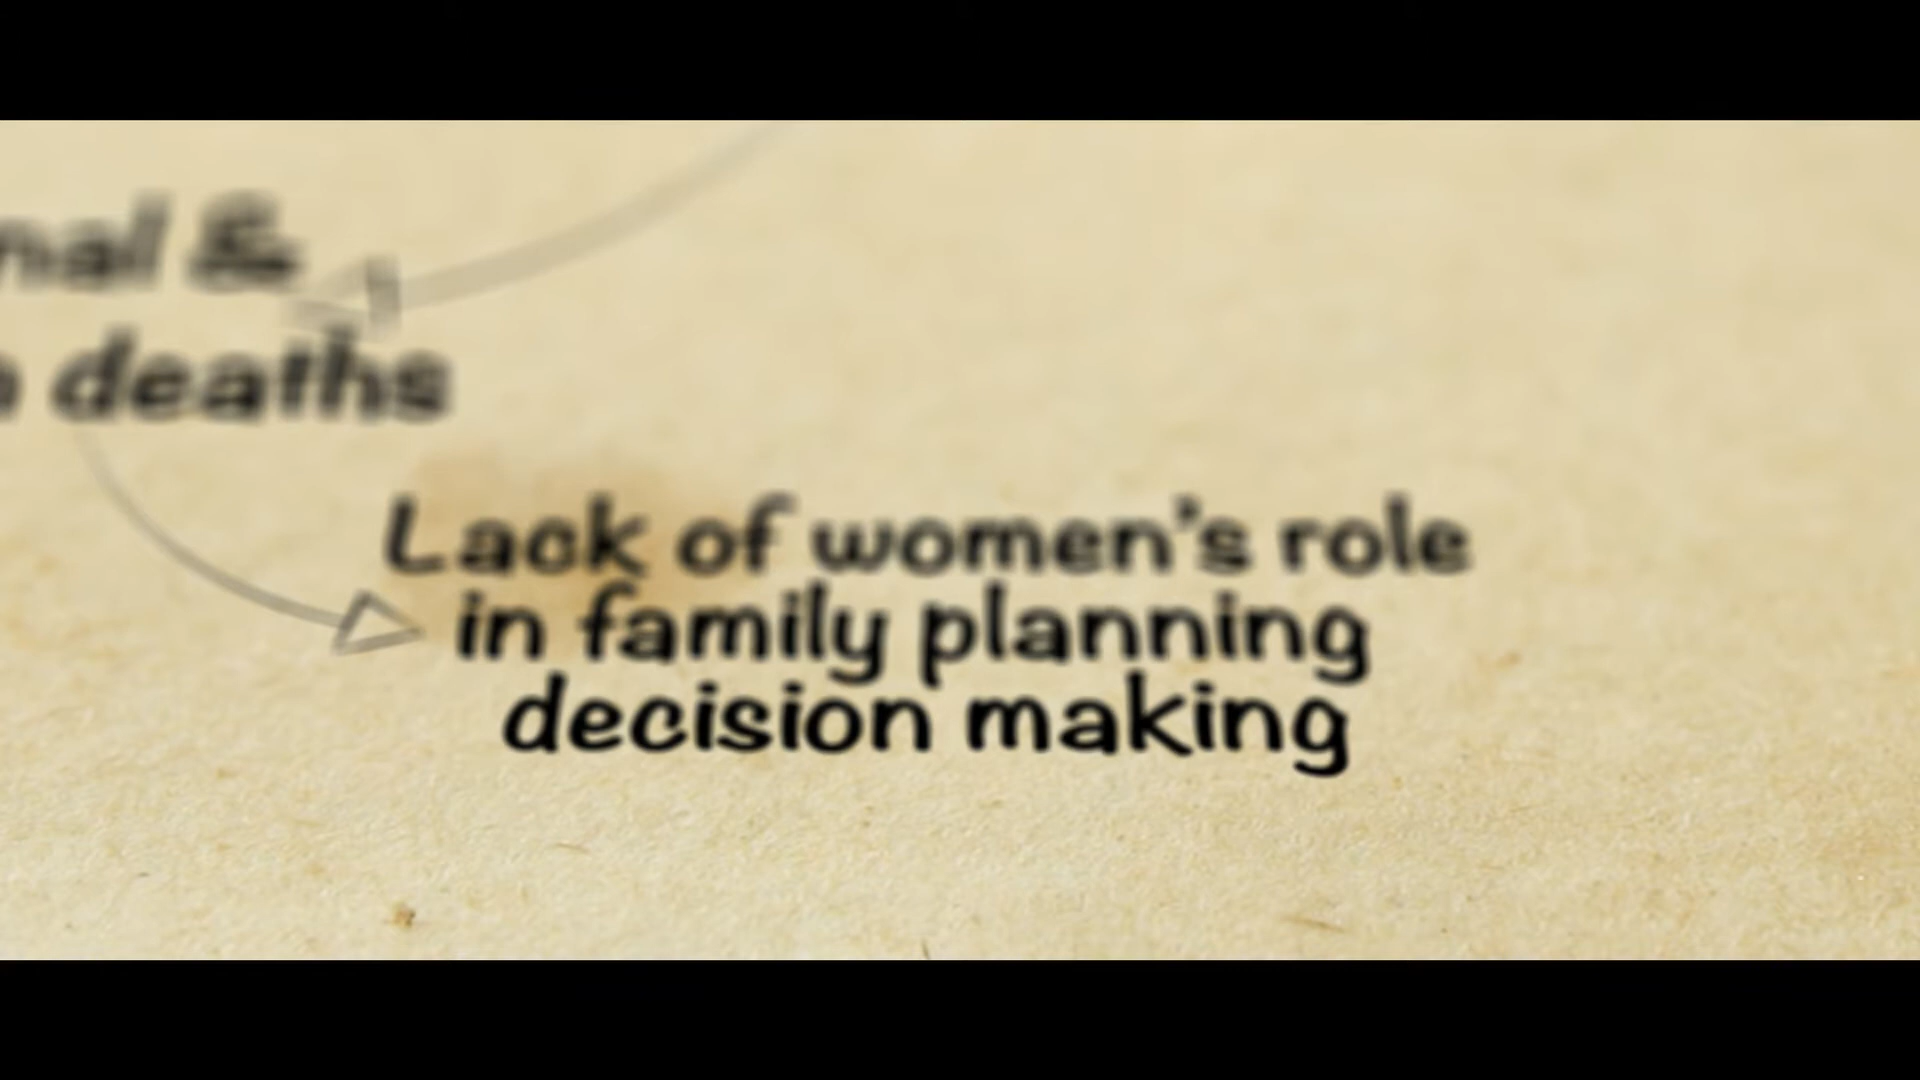 &
deaths
Lack of women's role
in family planning
decision making